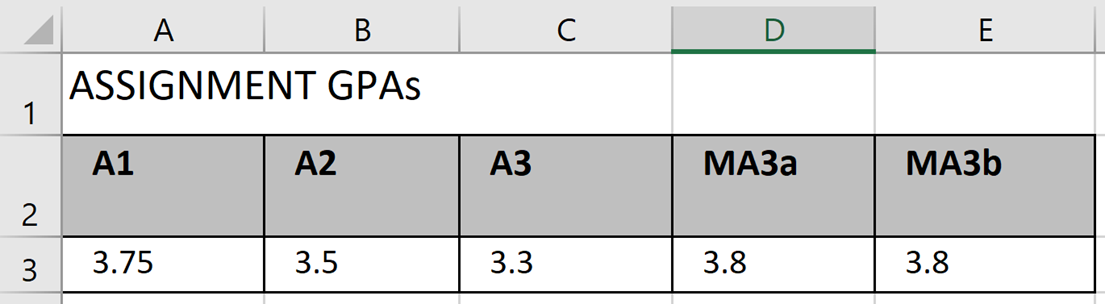 A B C D E
1 ASSIGNMENT GPAs
2 A1 A2 A3 MA3a MA3b
3 3.75 3.5 3.3 3.8 3.8